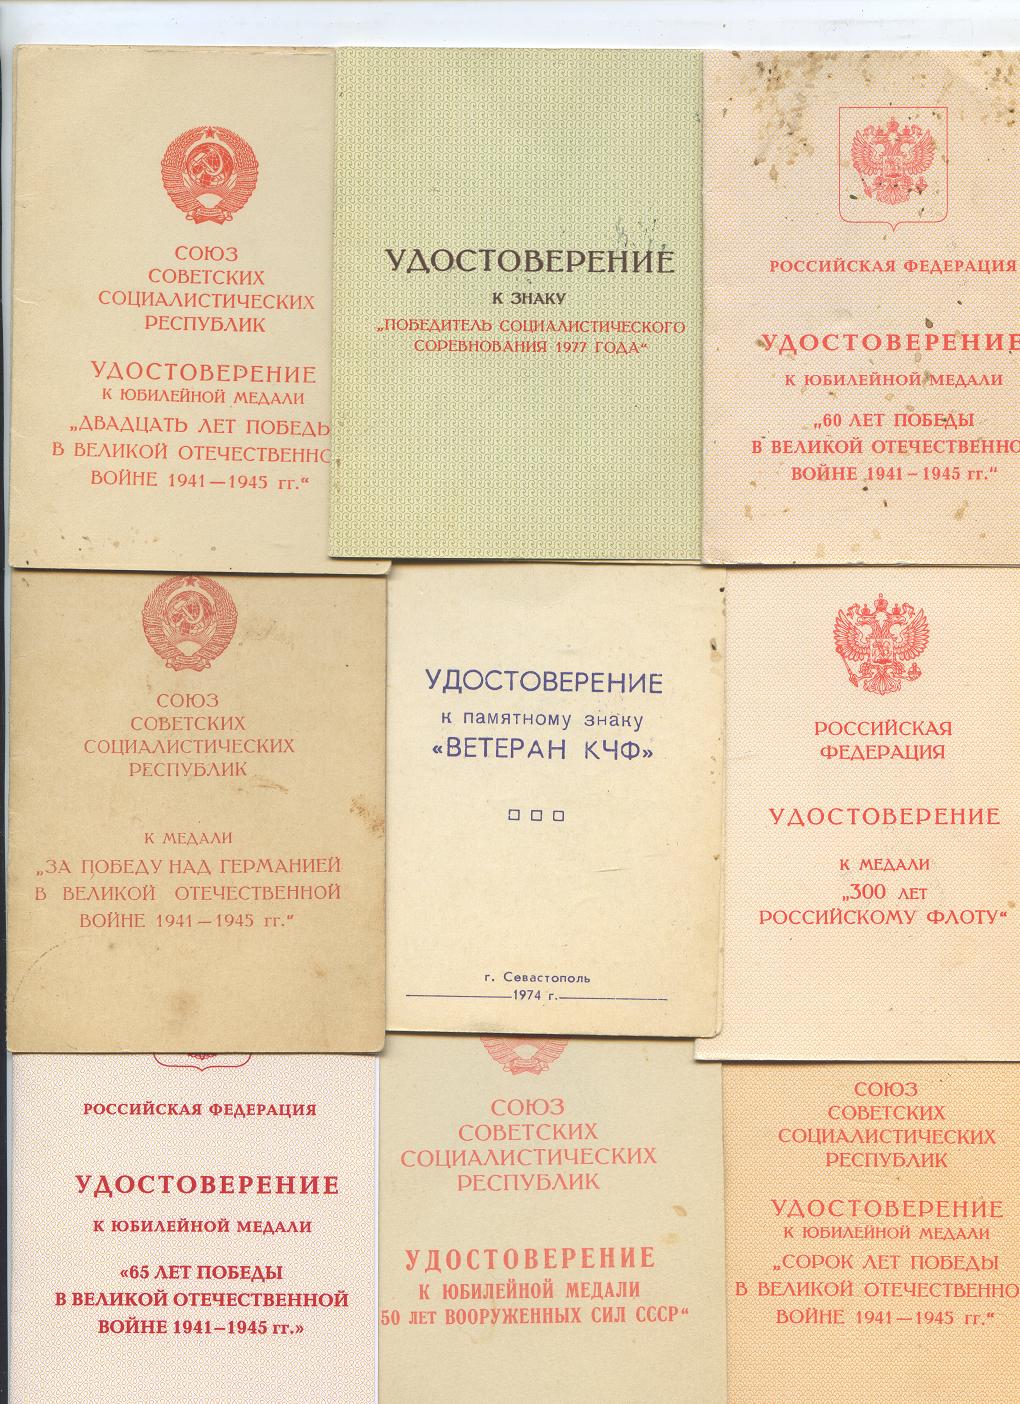 СОЮЗ
СОВЕТСКИХ
СОЦИАЛИСТИЧЕСКИХ
РЕСПУБЛИК
УДОСТОВЕРЕНИЕ
К ЮБИЛЕЙНОЙ МЕДАЛИ
„ДВАДЦАТЬ ЛЕТ ПОБЕДЫ
В ВЕЛИКОЙ ОТЕЧЕСТВЕННО
ВОЙНЕ 1941—1945 гг.“
УДОСТОВЕРЕНИЕ
К ЗНАКУ
„ПОБЕДИТЕЛЬ СОЦИАЛИСТИЧЕСКОГО
СОРЕВНОВАНИЯ 1977 ГОДА“
РОССИЙСКАЯ ФЕДЕРАЦИЯ
УДОСТОВЕРЕНИЕ
К ЮБИЛЕЙНОЙ МЕДАЛИ
„60 ЛЕТ ПОБЕДЫ
В ВЕЛИКОЙ ОТЕЧЕСТВЕННО
ВОЙНЕ 1941—1945 гг.“
СОЮЗ
СОВЕТСКИХ
СОЦИАЛИСТИЧЕСКИХ
РЕСПУБЛИК
К МЕДАЛИ
„ЗА ПОБЕДУ НАД ГЕРМАНИЕЙ
В ВЕЛИКОЙ ОТЕЧЕСТВЕННОЙ
ВОЙНЕ 1941—1945 гг.“
УДОСТОВЕРЕНИЕ
к памятному знаку
«ВЕТЕРАН КЧФ»
г. Севастополь
1974 г.
РОССИЙСКАЯ
ФЕДЕРАЦИЯ
УДОСТОВЕРЕНИЕ
К МЕДАЛИ
„300 ЛЕТ
РОССИЙСКОМУ ФЛОТУ“
РОССИЙСКАЯ ФЕДЕРАЦИЯ
УДОСТОВЕРЕНИЕ
К ЮБИЛЕЙНОЙ МЕДАЛИ
«65 ЛЕТ ПОБЕДЫ
В ВЕЛИКОЙ ОТЕЧЕСТВЕННОЙ
ВОЙНЕ 1941–1945 гг.»
СОЮЗ
СОВЕТСКИХ
СОЦИАЛИСТИЧЕСКИХ
РЕСПУБЛИК
УДОСТОВЕРЕНИЕ
К ЮБИЛЕЙНОЙ МЕДАЛИ
50 ЛЕТ ВООРУЖЕННЫХ СИЛ СССР“
СОЮЗ
СОВЕТСКИХ
СОЦИАЛИСТИЧЕСКИХ
РЕСПУБЛИК
УДОСТОВЕРЕНИЕ
К ЮБИЛЕЙНОЙ МЕДАЛИ
„СОРОК ЛЕТ ПОБЕДЫ
В ВЕЛИКОЙ ОТЕЧЕСТВЕННО
ВОЙНЕ 1941—1945 гг.“